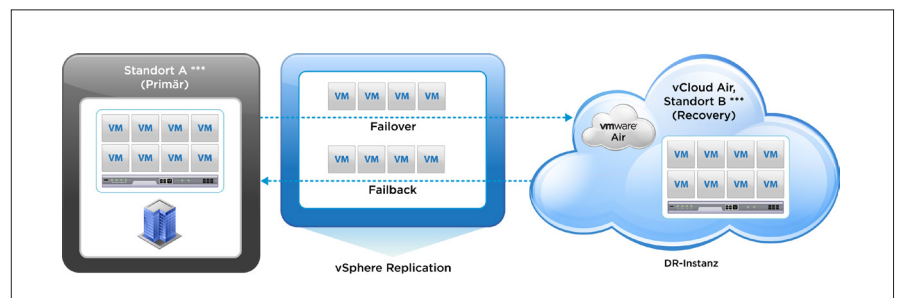 Standort A ***
(Primär)
VM VM VM VM
VM VM VM VM
VM VM VM VM
Failover
VM VM VM VM
Failback
vSphere Replication
vmware
Air
vCloud Air,
Standort B ***
(Recovery)
VM VM VM VM
VM VM VM VM
DR-Instanz